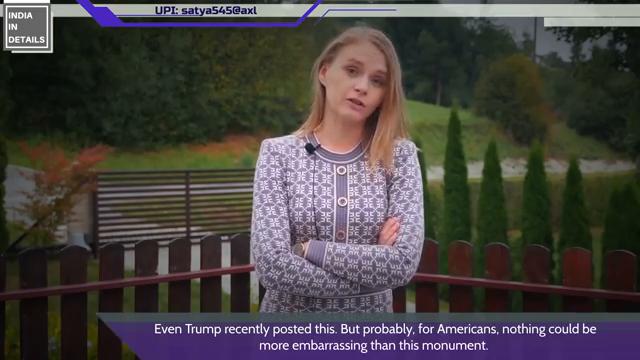 UPI: satya545@axl
INDIA
IN
DETAILS
Even Trump recently posted this. But probably, for Americans, nothing could be
more embarrassing than this monument.